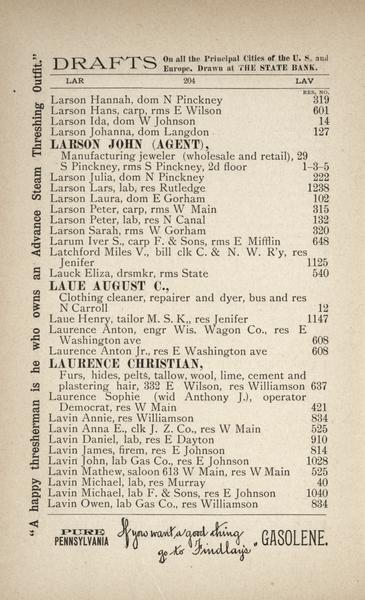 DRAFTS On all the Principal Cities of the U. S. and
Europe. Drawn at THE STATE BANK.
LAR 204 LAV
RES. NO.
Larson Hannah, dom N Pinckney 319
Larson Hans, carp, rms E Wilson 601
Larson Ida, dom W Johnson 14
Larson Johanna, dom Langdon 127
LARSON JOHN (AGENT),
Manufacturing jeweler (wholesale and retail), 29
S Pinckney, rms S Pinckney, 2d floor 1–3–5
Larson Julia, dom N Pinckney 222
Larson Lars, lab, res Rutledge 1238
Larson Laura, dom E Gorham 102
Larson Peter, carp, rms W Main 315
Larson Peter, lab, res N Canal 132
Larson Sarah, rms W Gorham 320
Larum Iver S., carp F. & Sons, rms E Mifflin 648
Latchford Miles V., bill clk C. & N. W. R'y, res
Jenifer 1125
Lauck Eliza, drsmkr, rms State 540
LAUE AUGUST C.,
Clothing cleaner, repairer and dyer, bus and res
N Carroll 12
Laue Henry, tailor M. S. K., res Jenifer 1147
Laurence Anton, engr Wis. Wagon Co., res E
Washington ave 608
Laurence Anton Jr., res E Washington ave 608
LAURENCE CHRISTIAN,
Furs, hides, pelts, tallow, wool, lime, cement and
plastering hair, 332 E Wilson, res Williamson 637
Laurence Sophie (wid Anthony J.), operator
Democrat, res W Main 421
Lavin Annie, res Williamson 834
Lavin Anna E., clk J. Z. Co., res W Main 525
Lavin Daniel, lab, res E Dayton 910
Lavin James, firem, res E Johnson 814
Lavin John, lab Gas Co., res E Johnson 1028
Lavin Mathew, saloon 613 W Main, res W Main 525
Lavin Michael, lab, res Murray 40
Lavin Michael, lab F. & Sons, res E Johnson 1040
Lavin Owen, lab Gas Co., res Williamson 834
PURE
PENNSYLVANIA
If you want a good thing
go to Findlay's
GASOLENE.
"A happy thresherman is he who owns an Advance Steam Threshing Outfit."